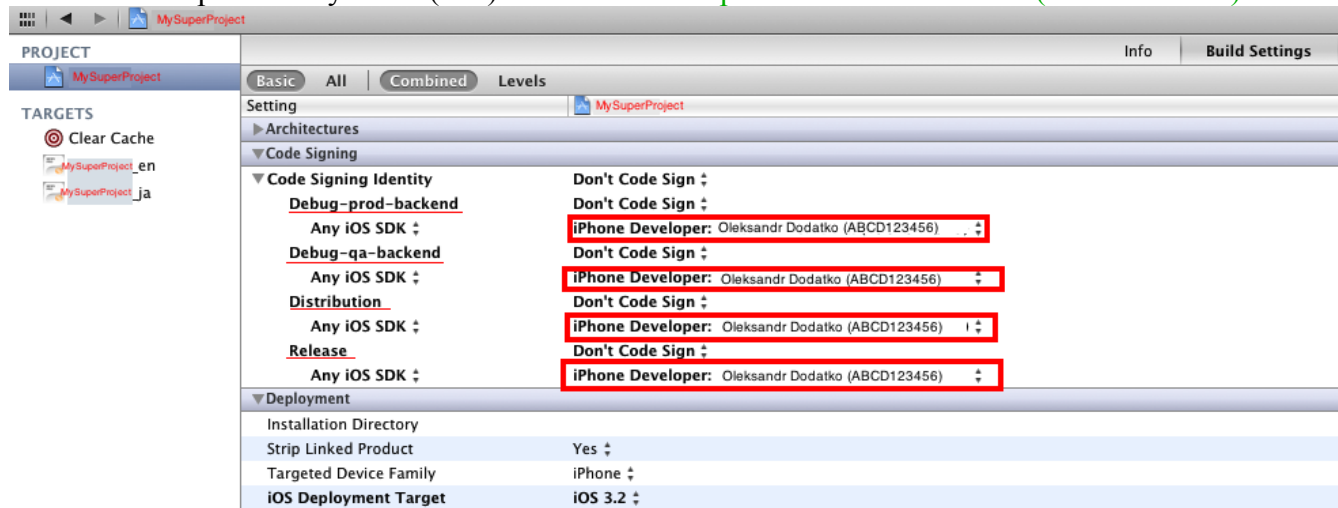 MySuperProject
PROJECT
Info Build Settings
MySuperProject
Basic All Combined Levels
TARGETS
Setting MySuperProject
Clear Cache
Architectures
MySuperProject_en
Code Signing
MySuperProject_ja
Code Signing Identity Don't Code Sign
Debug-prod-backend Don't Code Sign
Any iOS SDK iPhone Developer: Oleksandr Dodatko (ABCD123456)
Debug-qa-backend Don't Code Sign
Any iOS SDK iPhone Developer: Oleksandr Dodatko (ABCD123456)
Distribution Don't Code Sign
Any iOS SDK iPhone Developer: Oleksandr Dodatko (ABCD123456)
Release Don't Code Sign
Any iOS SDK iPhone Developer: Oleksandr Dodatko (ABCD123456)
Deployment
Installation Directory
Strip Linked Product Yes
Targeted Device Family iPhone
iOS Deployment Target iOS 3.2